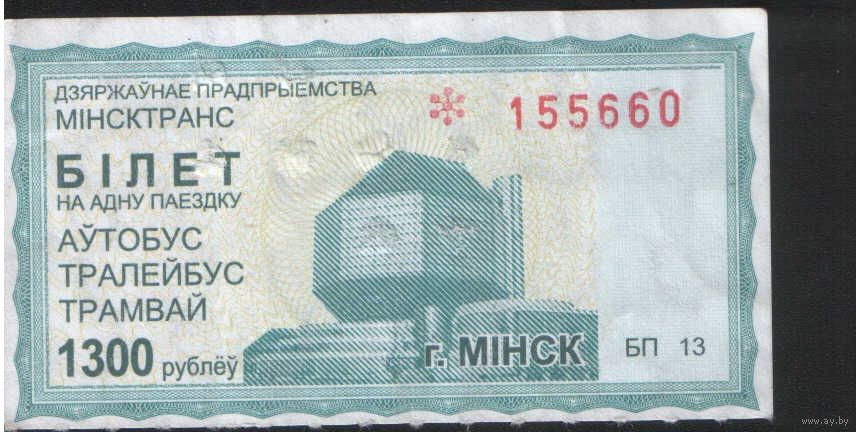 ДЗЯРЖАЎНАЕ ПРАДПРЫЕМСТВА
МІНСКТРАНС
155660
БІЛЕТ
НА АДНУ ПАЕЗДКУ
АЎТОБУС
ТРАЛЕЙБУС
ТРАМВАЙ
1300 рублёў
г. МІНСК
БП 13
www.ay.by